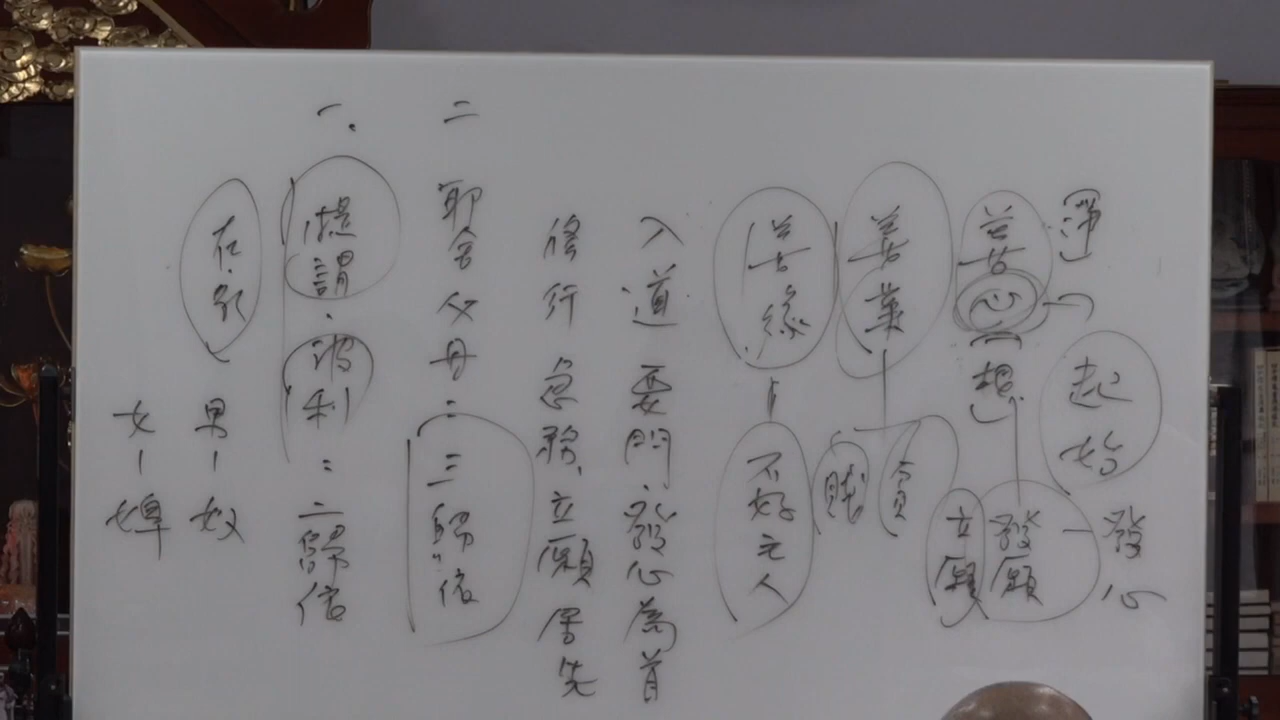 淨
起始
發心
善心
想
發願
立願
善業
貧
賤
善緣
不好之人
入道要門、發心為首
修行急務、立願居先
二 耶舍父母：三歸依
一、提謂、波利：二歸依
在家
男－奴
女－婢